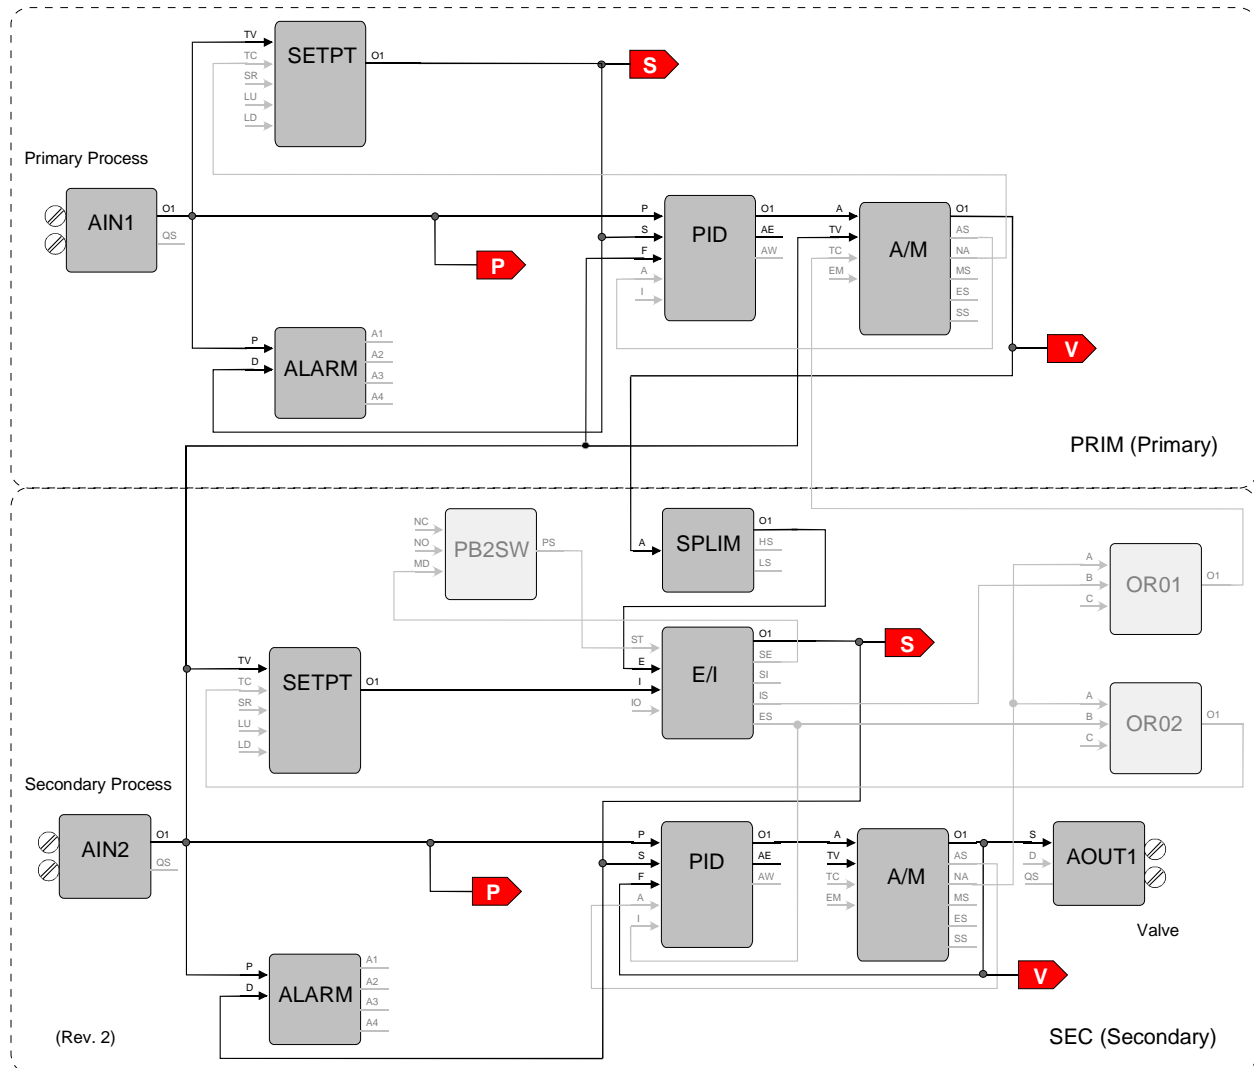 TV
TC
SR
LU
LD
SETPT
O1
S
Primary Process
AIN1
O1
QS
P
P
S
F
A
I
PID
O1
AE
AW
A
TV
TC
EM
A/M
O1
AS
NA
MS
ES
SS
P
D
ALARM
A1
A2
A3
A4
V
PRIM (Primary)
NC
NO
MD
PB2SW
PS
A
SPLIM
O1
HS
LS
A
B
C
OR01
O1
ST
E
I
IO
E/I
O1
SE
SI
IS
ES
S
TV
TC
SR
LU
LD
SETPT
O1
A
B
C
OR02
O1
Secondary Process
AIN2
O1
QS
P
P
S
F
A
I
PID
O1
AE
AW
A
TV
TC
EM
A/M
O1
AS
NA
MS
ES
SS
S
D
QS
AOUT1
Valve
P
D
ALARM
A1
A2
A3
A4
V
(Rev. 2)
SEC (Secondary)